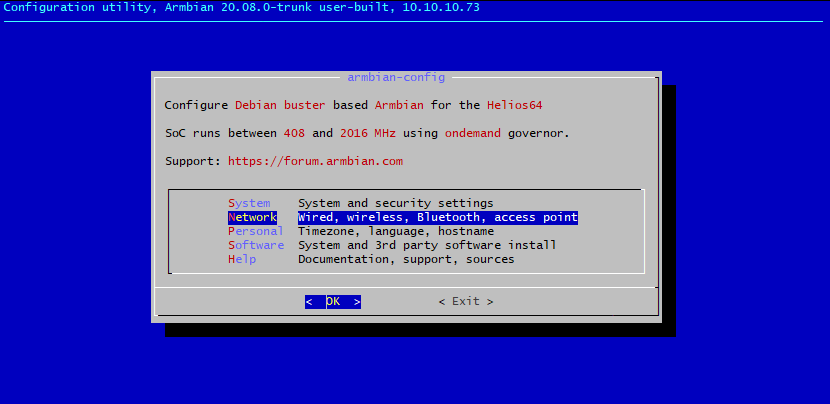 Configuration utility, Armbian 20.08.0-trunk user-built, 10.10.10.73
armbian-config
Configure Debian buster based Armbian for the Helios64
SoC runs between 408 and 2016 MHz using ondemand governor.
Support: https://forum.armbian.com
System System and security settings
Network Wired, wireless, Bluetooth, access point
Personal Timezone, language, hostname
Software System and 3rd party software install
Help Documentation, support, sources
< OK > < Exit >